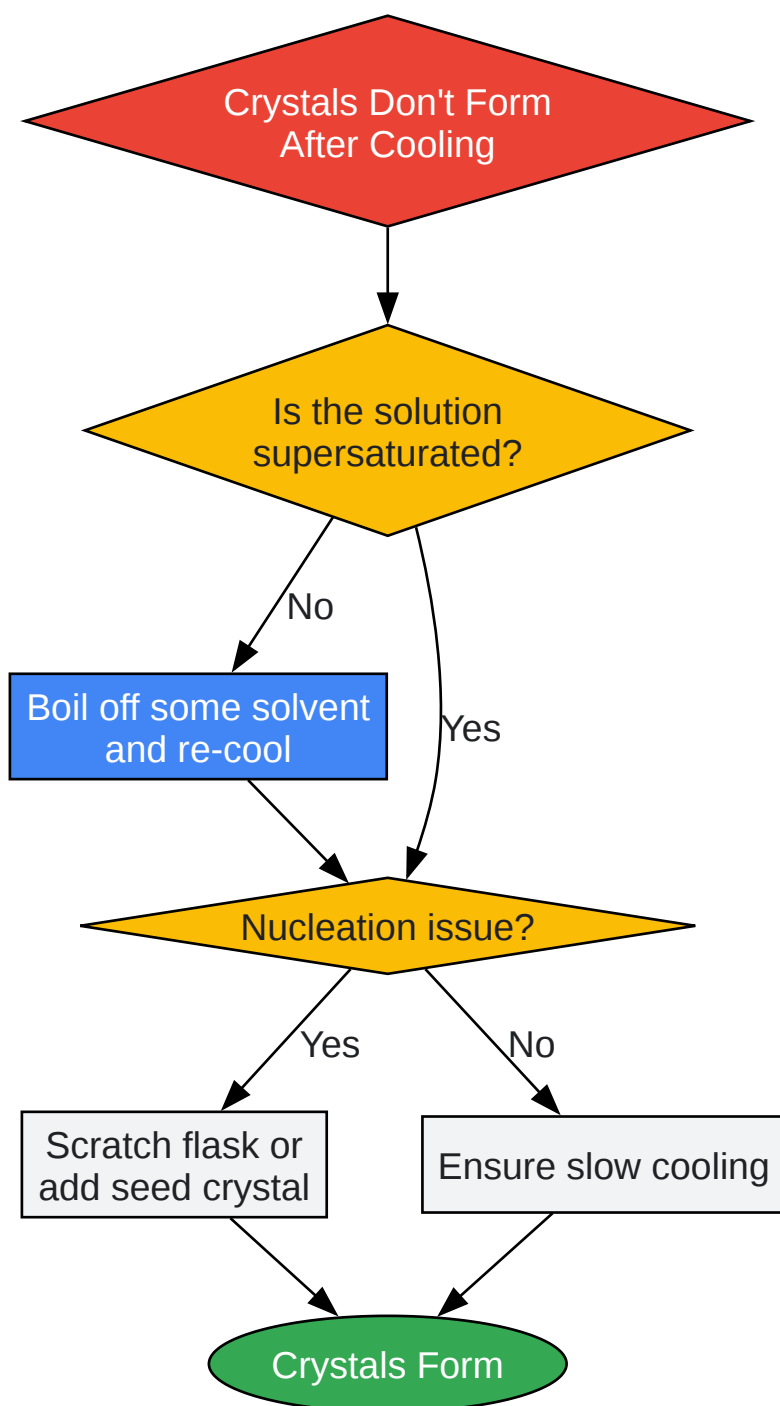 Crystals Don't Form
After Cooling
Is the solution
supersaturated?
No
Boil off some solvent
and re-cool
Yes
Nucleation issue?
Yes
No
Scratch flask or
add seed crystal
Ensure slow cooling
Crystals Form